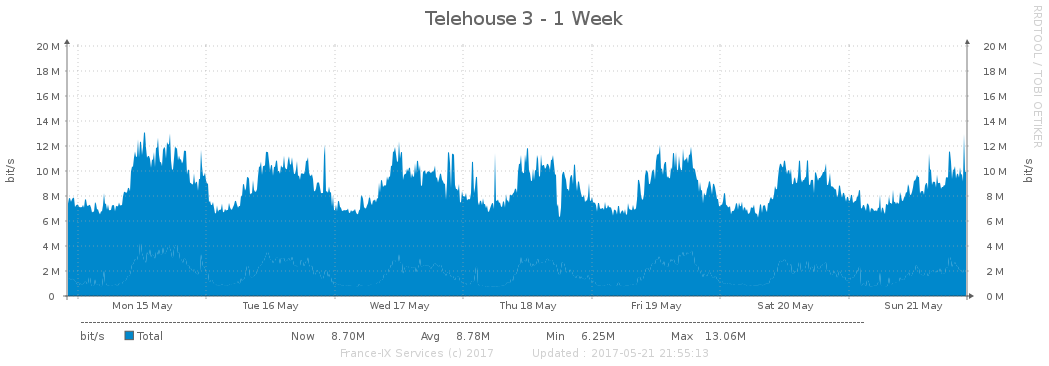 Telehouse 3 - 1 Week
RRDTOOL / TOBI OETIKER
bit/s
20 M
18 M
16 M
14 M
12 M
10 M
8 M
6 M
4 M
2 M
0
20 M
18 M
16 M
14 M
12 M
10 M
8 M
6 M
4 M
2 M
0 M
bit/s
Mon 15 May Tue 16 May Wed 17 May Thu 18 May Fri 19 May Sat 20 May Sun 21 May
bit/s Total Now 8.70M Avg 8.78M Min 6.25M Max 13.06M
France-IX Services (c) 2017 Updated : 2017-05-21 21:55:13